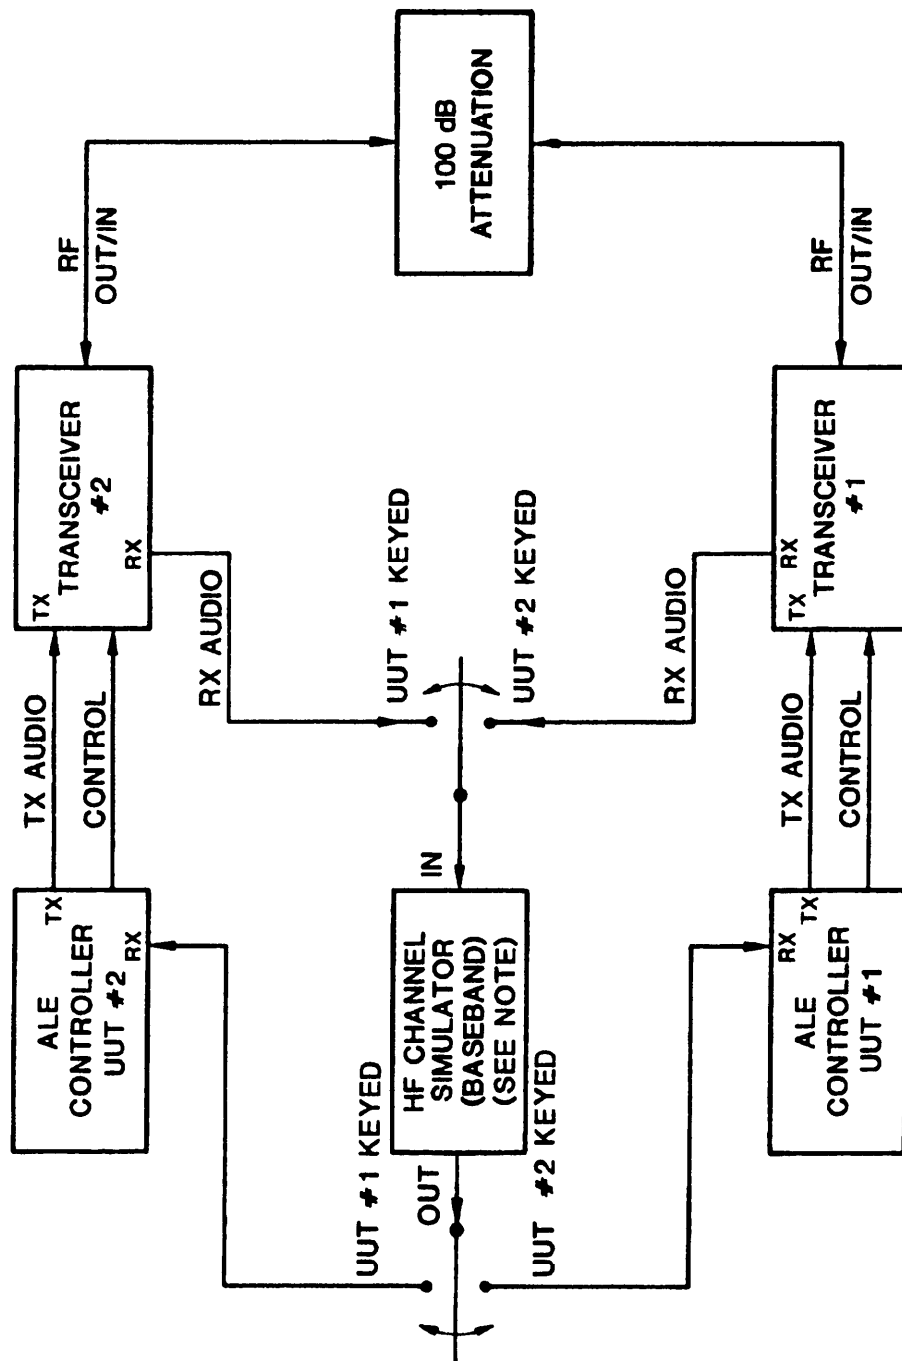 ALE
CONTROLLER
UUT #2
TX
RX
TX AUDIO
CONTROL
TX
TRANSCEIVER
#2
RX
RF
OUT/IN
RX AUDIO
UUT #1 KEYED
UUT #1 KEYED
OUT
HF CHANNEL
SIMULATOR
(BASEBAND)
(SEE NOTE)
IN
100 dB
ATTENUATION
UUT #2 KEYED
UUT #2 KEYED
RX AUDIO
RX
TX
ALE
CONTROLLER
UUT #1
TX AUDIO
CONTROL
RX
TX
TRANSCEIVER
#1
RF
OUT/IN